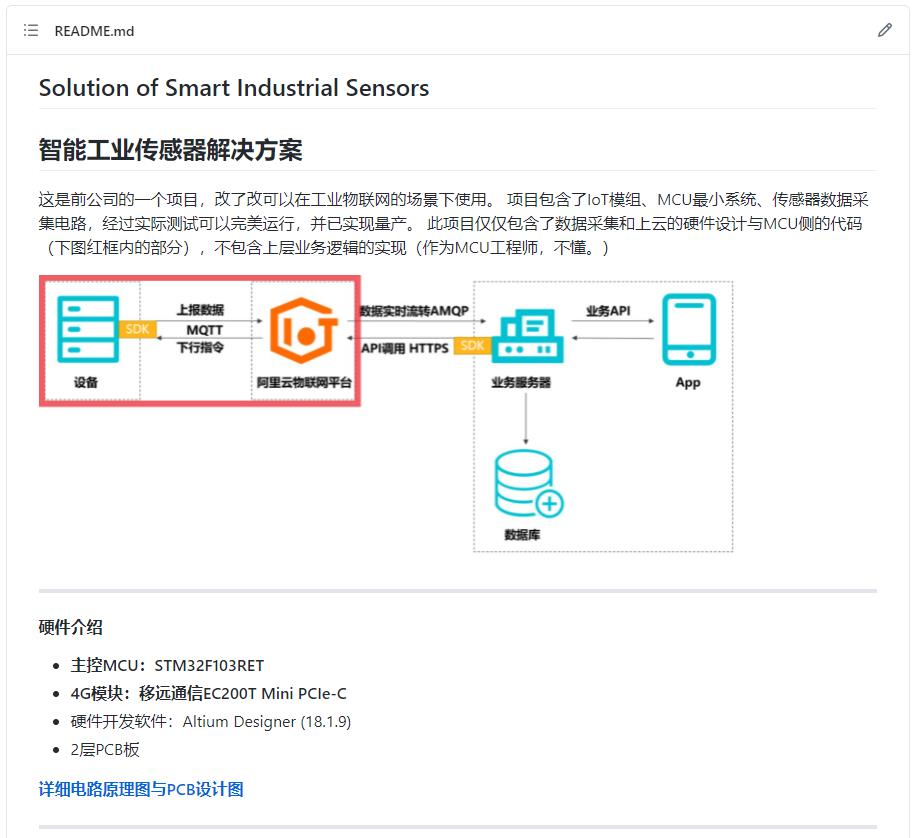 README.md
Solution of Smart Industrial Sensors
智能工业传感器解决方案
这是前公司的一个项目，改了改可以在工业物联网的场景下使用。 项目包含了IoT模组、MCU最小系统、传感器数据采
集电路，经过实际测试可以完美运行，并已实现量产。 此项目仅仅包含了数据采集和上云的硬件设计与MCU侧的代码
（下图红框内的部分），不包含上层业务逻辑的实现（作为MCU工程师，不懂。）
上报数据
SDK
MQTT
下行指令
设备
IoT
阿里云物联网平台
数据实时流转AMQP
API调用 HTTPS
SDK
业务服务器
业务API
App
数据库
硬件介绍
主控MCU：STM32F103RET
4G模块：移远通信EC200T Mini PCIe-C
硬件开发软件：Altium Designer (18.1.9)
2层PCB板
详细电路原理图与PCB设计图